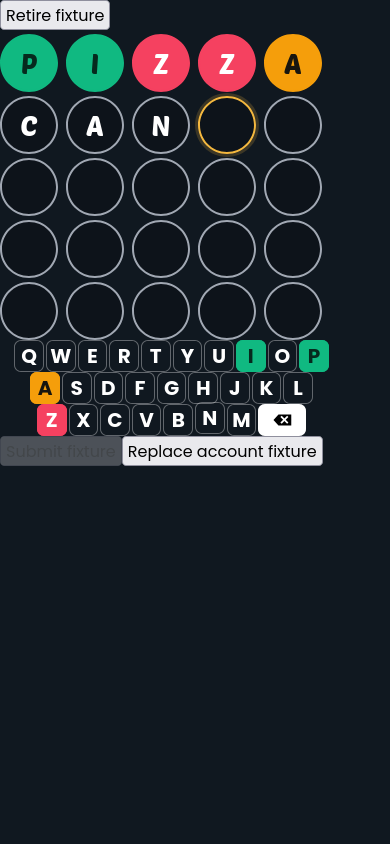 Retire fixture
P I Z Z A
C A N
Q W E R T Y U I O P
A S D F G H J K L
Z X C V B N M
Submit fixture Replace account fixture